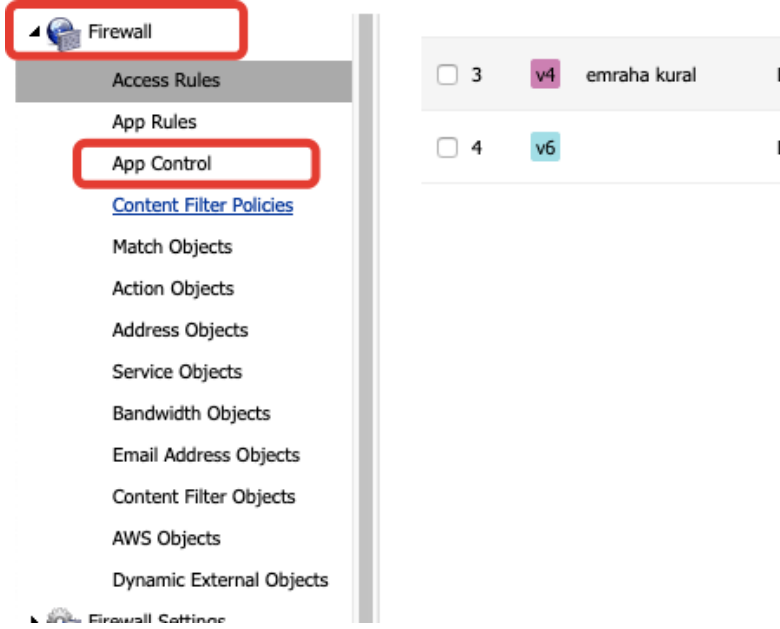 Firewall
Access Rules
App Rules
App Control
Content Filter Policies
Match Objects
Action Objects
Address Objects
Service Objects
Bandwidth Objects
Email Address Objects
Content Filter Objects
AWS Objects
Dynamic External Objects
Firewall Settings
3 v4 emraha kural
4 v6